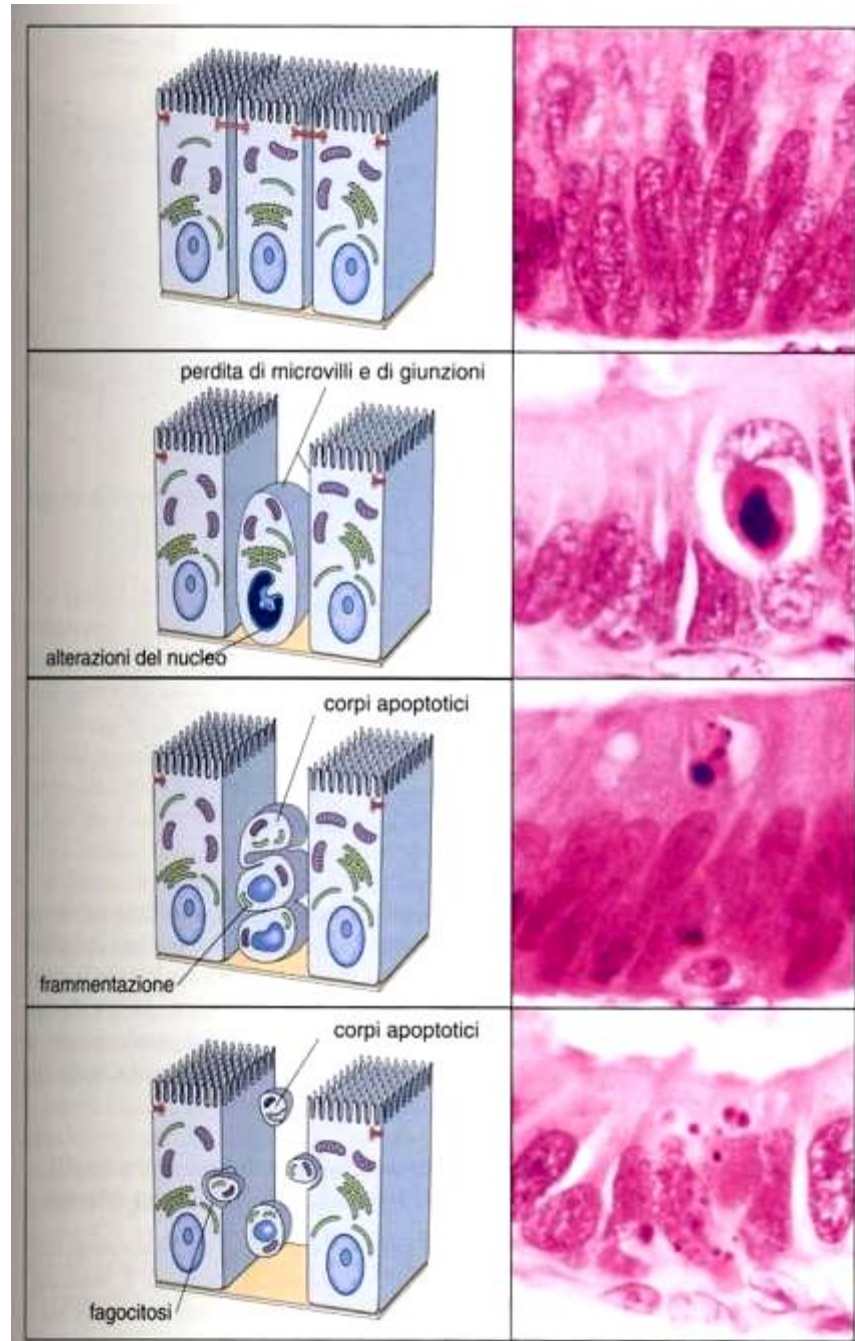 perdita di microvilli e di giunzioni
alterazioni del nucleo
corpi apoptotici
frammentazione
corpi apoptotici
fagocitosi